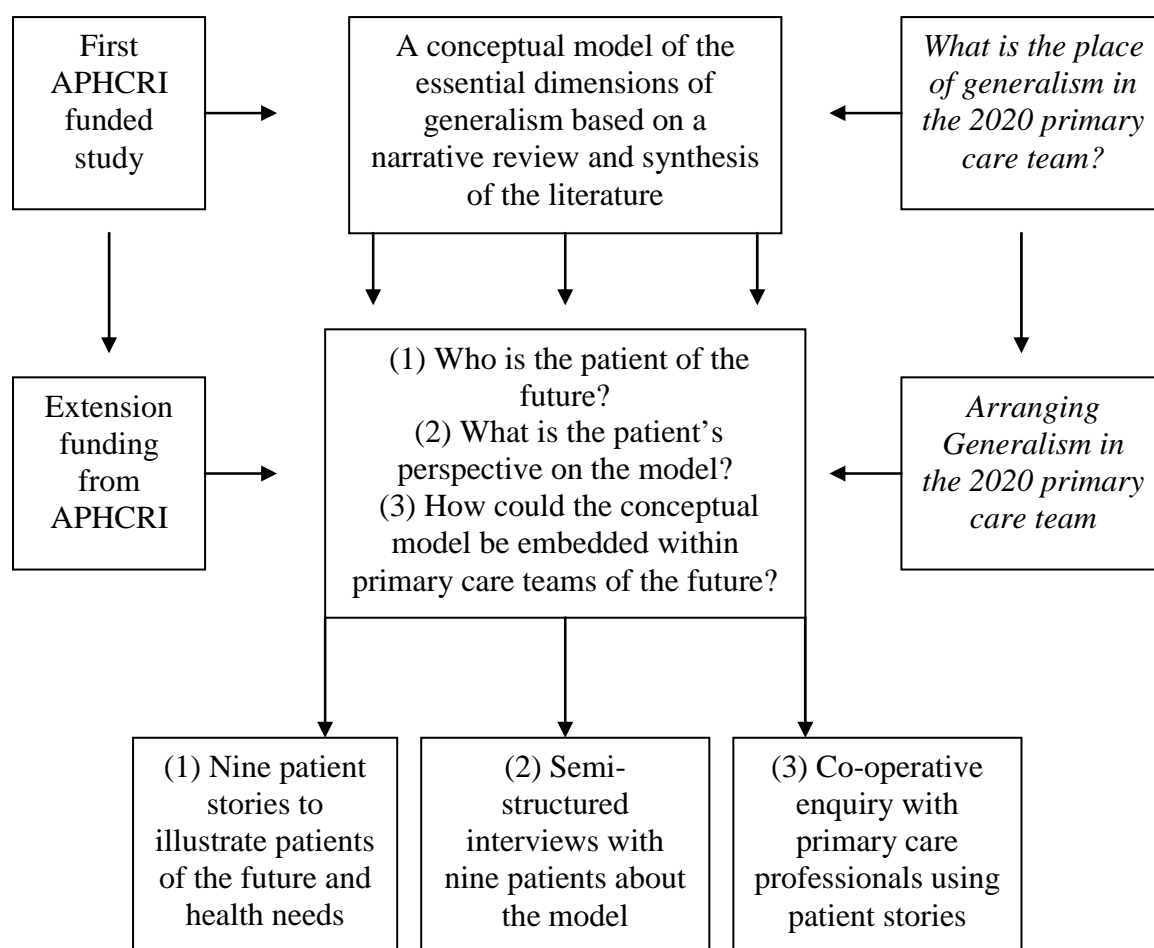 First
APHCRI
funded
study
A conceptual model of the
essential dimensions of
generalism based on a
narrative review and synthesis
of the literature
What is the place
of generalism in
the 2020 primary
care team?
Extension
funding
from
APHCRI
(1) Who is the patient of the
future?
(2) What is the patient's
perspective on the model?
(3) How could the conceptual
model be embedded within
primary care teams of the future?
Arranging
Generalism in
the 2020 primary
care team
(1) Nine patient
stories to
illustrate patients
of the future and
health needs
(2) Semi-
structured
interviews with
nine patients about
the model
(3) Co-operative
enquiry with
primary care
professionals using
patient stories